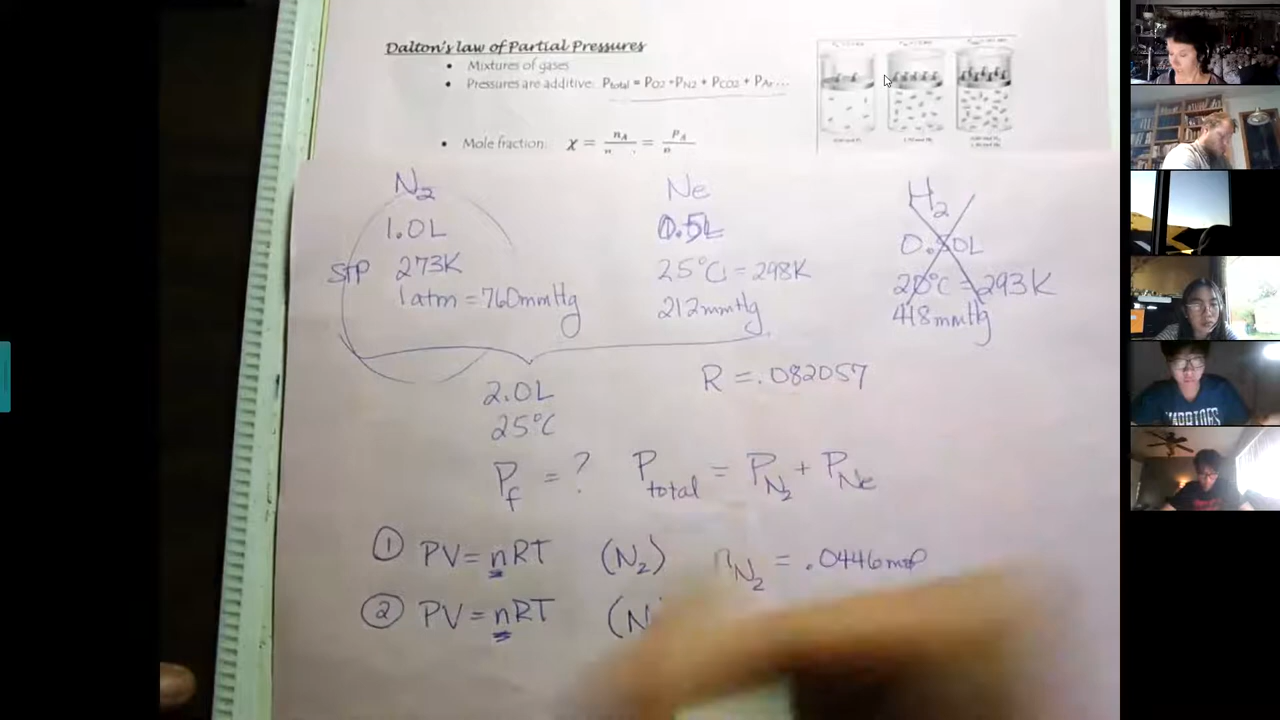 Dalton's law of Partial Pressures
• Mixtures of gases
• Pressures are additive: Ptotal = PO2 +PN2 + PCO2 + PAr ...
• Mole fraction: χ = nA/n = PA/n
N2
1.0L
STP 273K
1atm = 760mmHg
Ne
0.5L
25°C = 298K
212mmHg
H2
0.50L
20°C = 293K
418mmHg
2.0L
25°C
R = .082057
Pf = ? Ptotal = PN2 + PNe
① PV = nRT (N2) nN2 = .0446mol
② PV = nRT (N
WARRIORS